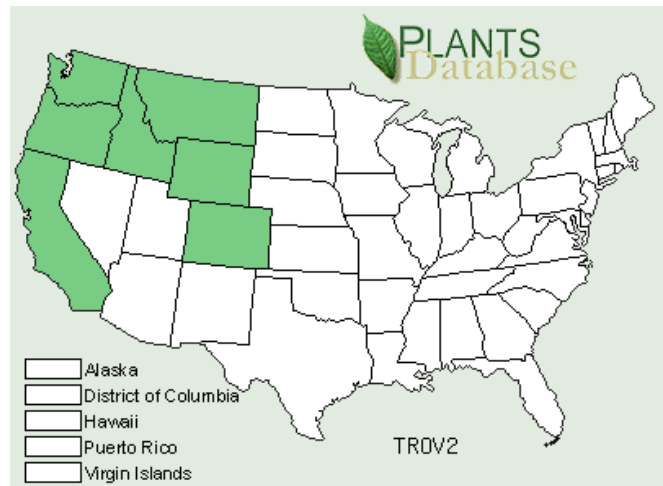 PLANTS
Database
Alaska
District of Columbia
Hawaii
Puerto Rico
Virgin Islands
TROV2